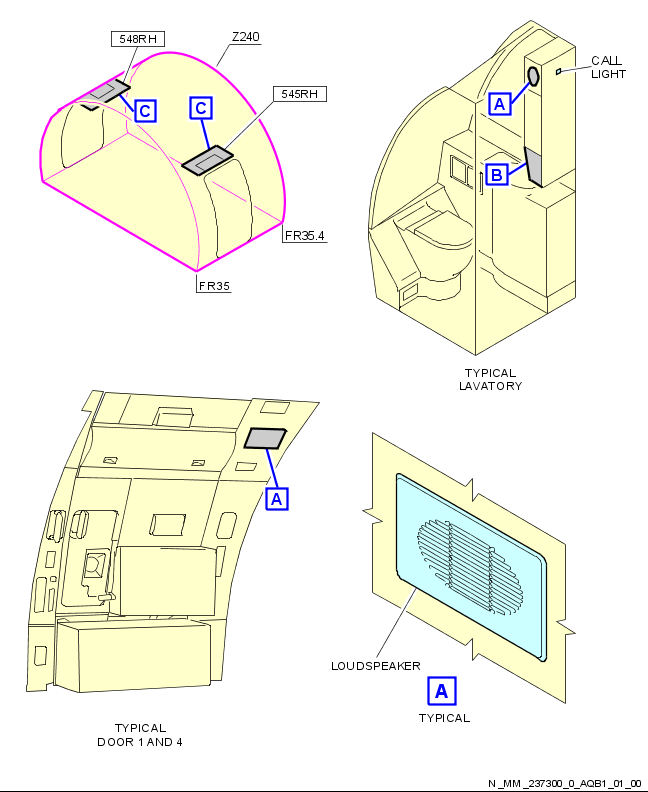 548RH
Z240
C
C
545RH
FR35.4
FR35
CALL
LIGHT
A
B
TYPICAL
LAVATORY
A
TYPICAL
DOOR 1 AND 4
LOUDSPEAKER
A
TYPICAL
N_MM_237300_0_AQB1_01_00